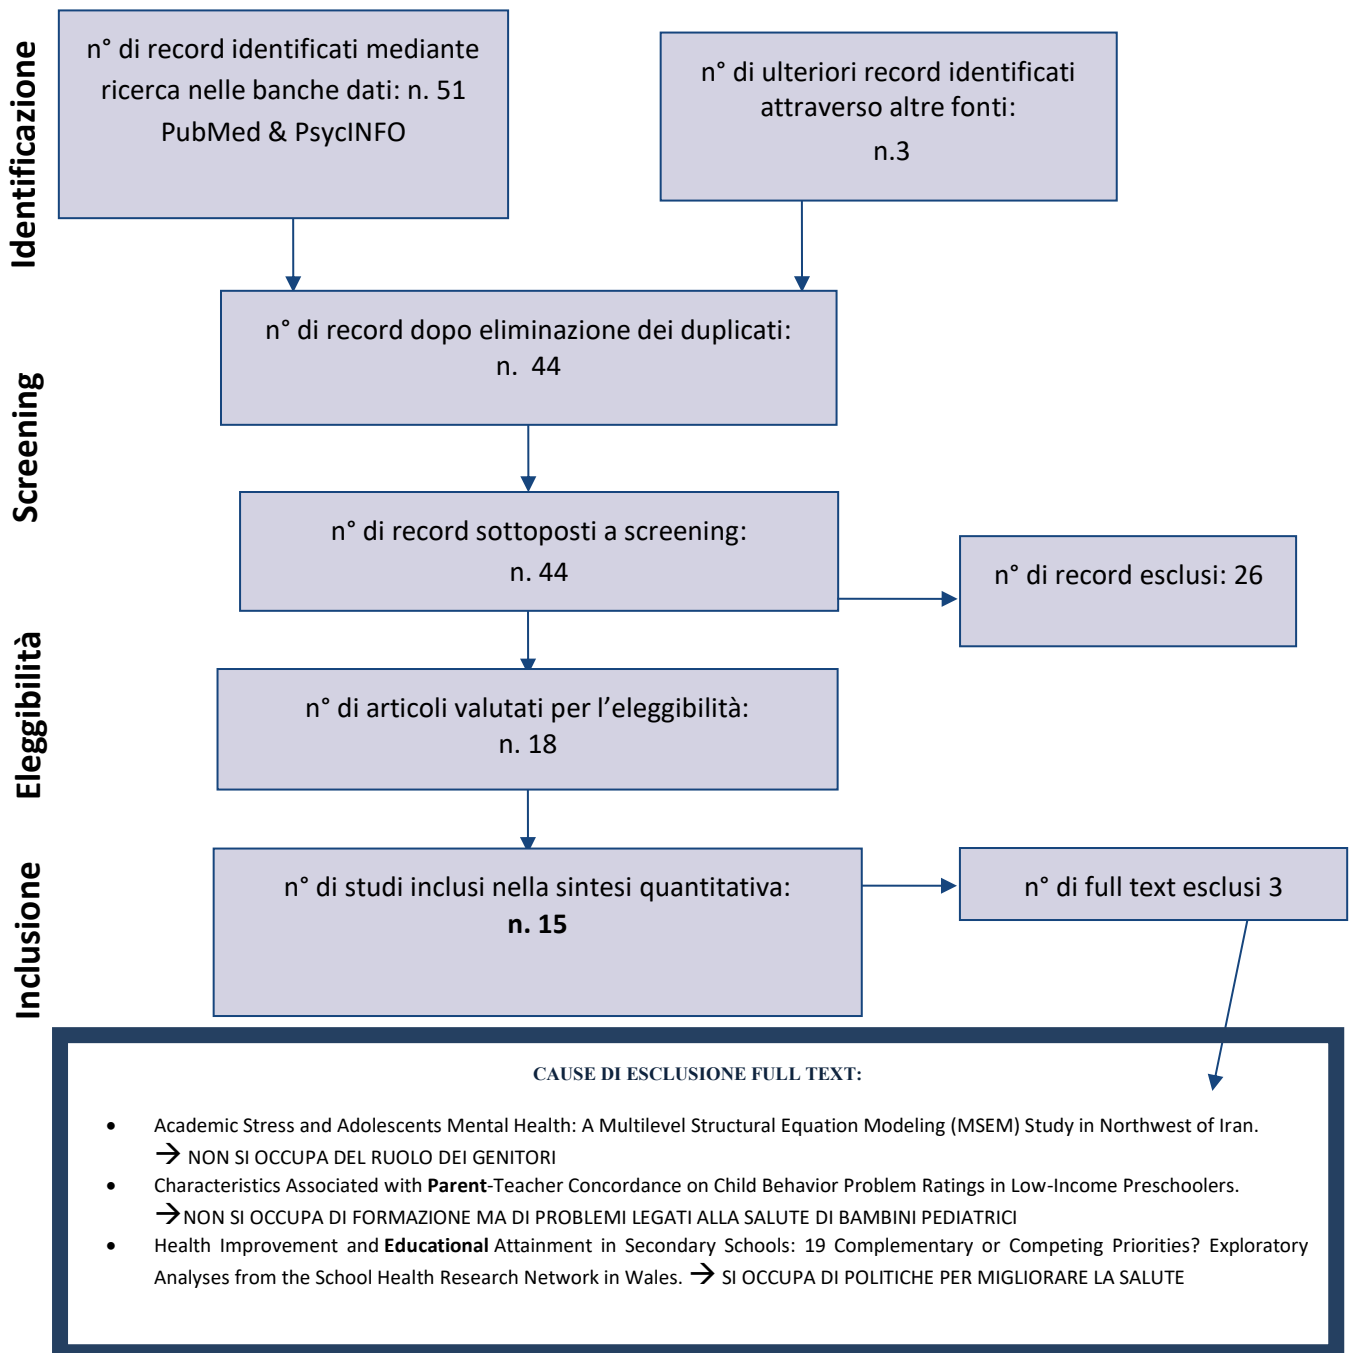 Identificazione
n° di record identificati mediante
ricerca nelle banche dati: n. 51
PubMed & PsycINFO
n° di ulteriori record identificati
attraverso altre fonti:
n.3
Screening
n° di record dopo eliminazione dei duplicati:
n. 44
n° di record sottoposti a screening:
n. 44
n° di record esclusi: 26
Eleggibilità
n° di articoli valutati per l'eleggibilità:
n. 18
Inclusione
n° di studi inclusi nella sintesi quantitativa:
n. 15
n° di full text esclusi 3
CAUSE DI ESCLUSIONE FULL TEXT:
• Academic Stress and Adolescents Mental Health: A Multilevel Structural Equation Modeling (MSEM) Study in Northwest of Iran.
→ NON SI OCCUPA DEL RUOLO DEI GENITORI
• Characteristics Associated with Parent-Teacher Concordance on Child Behavior Problem Ratings in Low-Income Preschoolers.
→NON SI OCCUPA DI FORMAZIONE MA DI PROBLEMI LEGATI ALLA SALUTE DI BAMBINI PEDIATRICI
• Health Improvement and Educational Attainment in Secondary Schools: 19 Complementary or Competing Priorities? Exploratory
Analyses from the School Health Research Network in Wales. → SI OCCUPA DI POLITICHE PER MIGLIORARE LA SALUTE